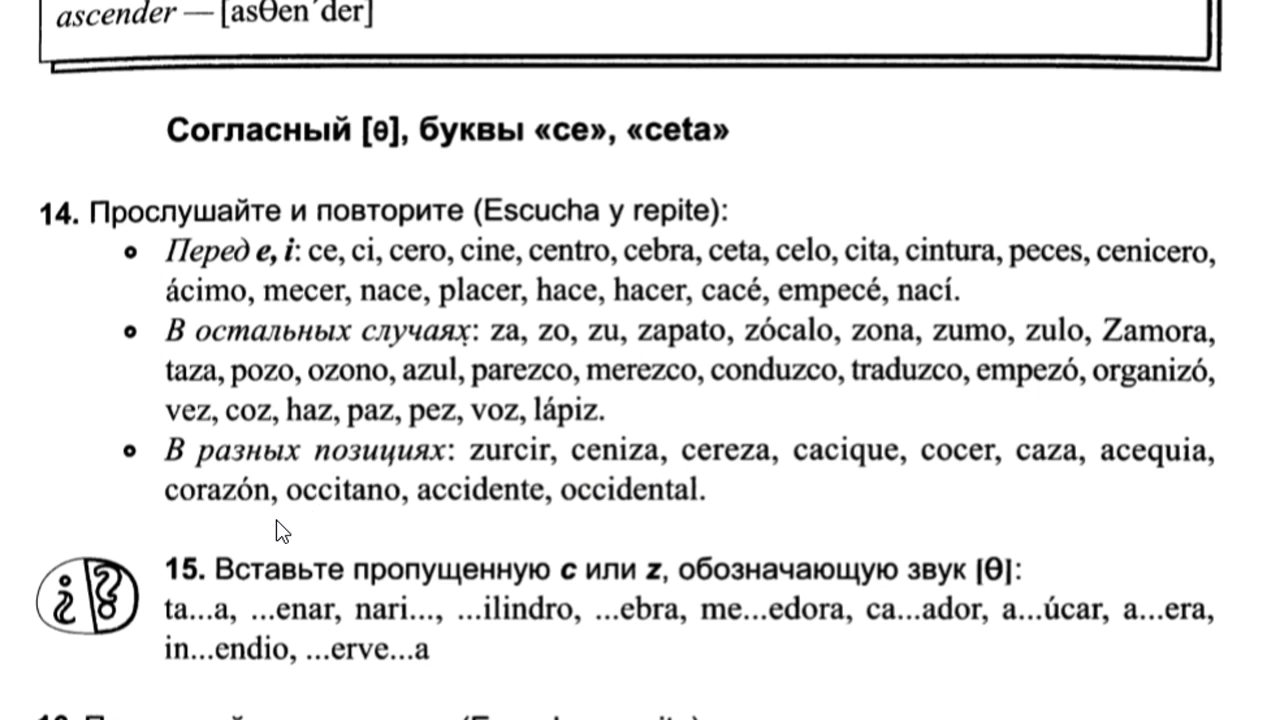 ascender — [asθen´der]
Согласный [θ], буквы «ce», «ceta»
14. Прослушайте и повторите (Escucha y repite):
• Перед e, i: ce, ci, cero, cine, centro, cebra, ceta, celo, cita, cintura, peces, cenicero,
ácimo, mecer, nace, placer, hace, hacer, cacé, empecé, nací.
• В остальных случаях: za, zo, zu, zapato, zócalo, zona, zumo, zulo, Zamora,
taza, pozo, ozono, azul, parezco, merezco, conduzco, traduzco, empezó, organizó,
vez, coz, haz, paz, pez, voz, lápiz.
• В разных позициях: zurcir, ceniza, cereza, cacique, cocer, caza, acequia,
corazón, occitano, accidente, occidental.
15. Вставьте пропущенную c или z, обозначающую звук [θ]:
ta...a, ...enar, nari..., ...ilindro, ...ebra, me...edora, ca...ador, a...úcar, a...era,
in...endio, ...erve...a